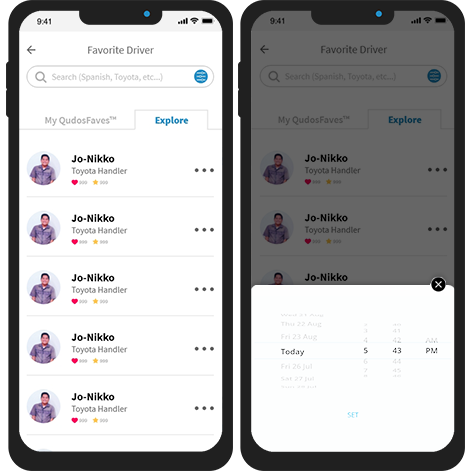 9:41
Favorite Driver
Search (Spanish, Toyota, etc...)
My QudosFaves™
Explore
Jo-Nikko
Toyota Handler
Jo-Nikko
Toyota Handler
Jo-Nikko
Toyota Handler
Jo-Nikko
Toyota Handler
Jo-Nikko
Toyota Handler
9:41
Favorite Driver
Search (Spanish, Toyota, etc...)
My QudosFaves™
Explore
Jo-Nikko
Toyota Handler
Jo-Nikko
Toyota Handler
Jo-Nikko
Thu 22 Aug
Fri 23 Aug 4 42 AM
Today 5 43 PM
Fri 26 Jul 6 44
Sat 27 Jul 7 45
SET